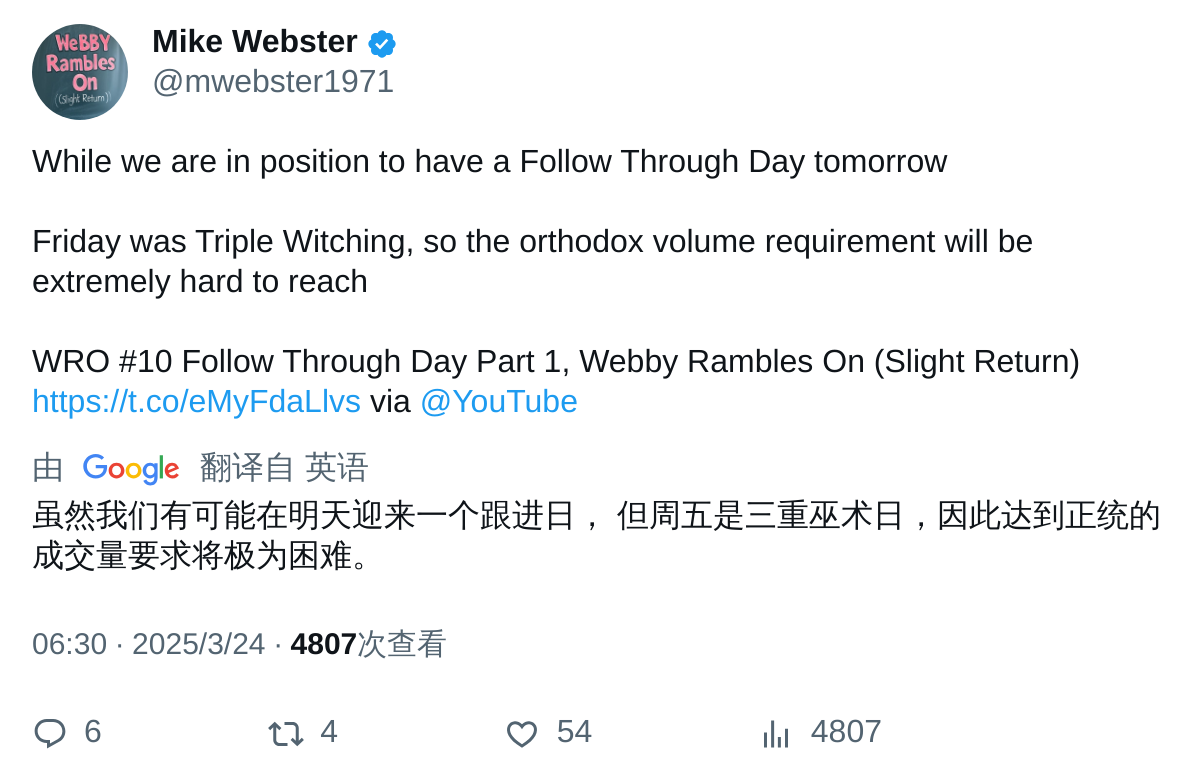 WeBBY
Rambles
On
((Slight Return))
Mike Webster
@mwebster1971
While we are in position to have a Follow Through Day tomorrow
Friday was Triple Witching, so the orthodox volume requirement will be
extremely hard to reach
WRO #10 Follow Through Day Part 1, Webby Rambles On (Slight Return)
https://t.co/eMyFdaLlvs via @YouTube
由 Google 翻译自 英语
虽然我们有可能在明天迎来一个跟进日， 但周五是三重巫术日，因此达到正统的
成交量要求将极为困难。
06:30 · 2025/3/24 · 4807次查看
6 4 54 4807